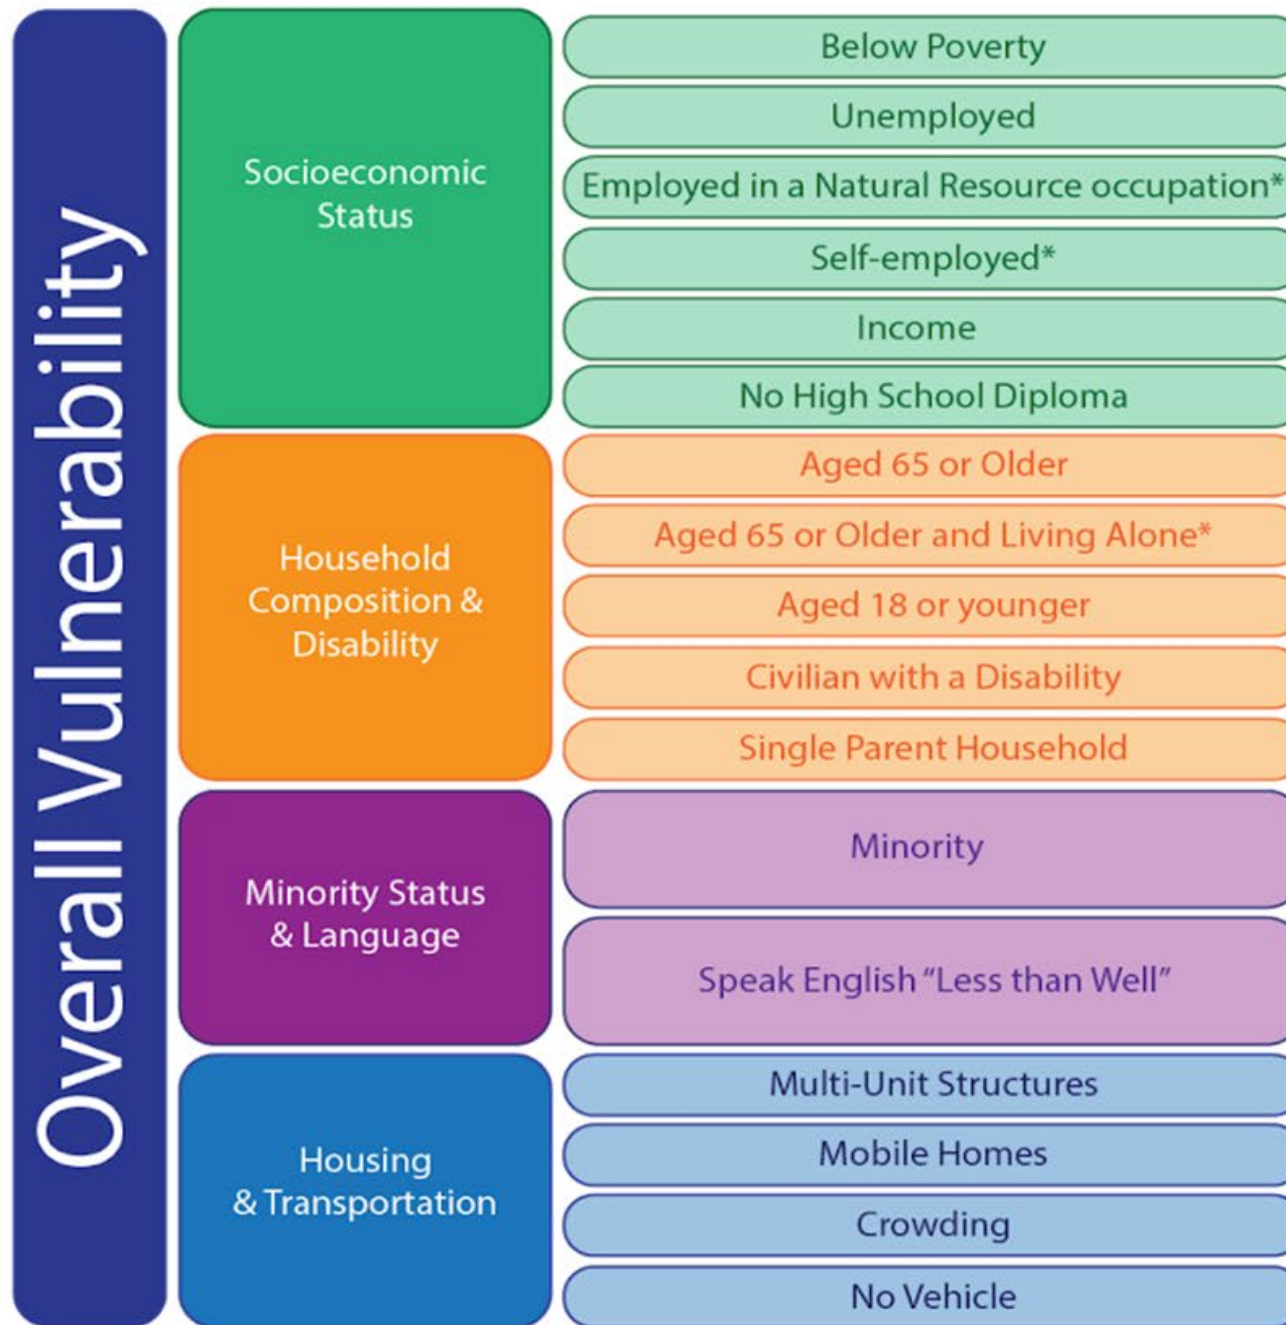 Overall Vulnerability
Socioeconomic
Status
Below Poverty
Unemployed
Employed in a Natural Resource occupation*
Self-employed*
Income
No High School Diploma
Household
Composition &
Disability
Aged 65 or Older
Aged 65 or Older and Living Alone*
Aged 18 or younger
Civilian with a Disability
Single Parent Household
Minority Status
& Language
Minority
Speak English “Less than Well”
Housing
& Transportation
Multi-Unit Structures
Mobile Homes
Crowding
No Vehicle